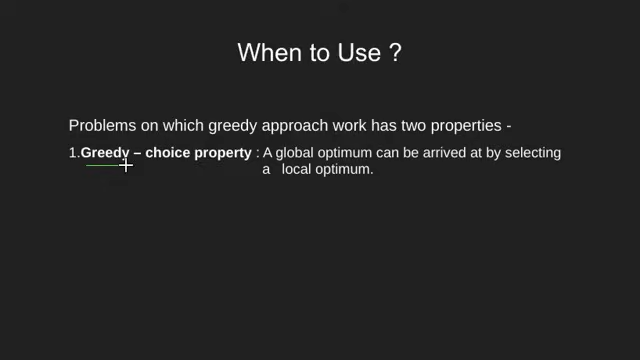 When to Use ?
Problems on which greedy approach work has two properties -
1.Greedy – choice property : A global optimum can be arrived at by selecting
a local optimum.